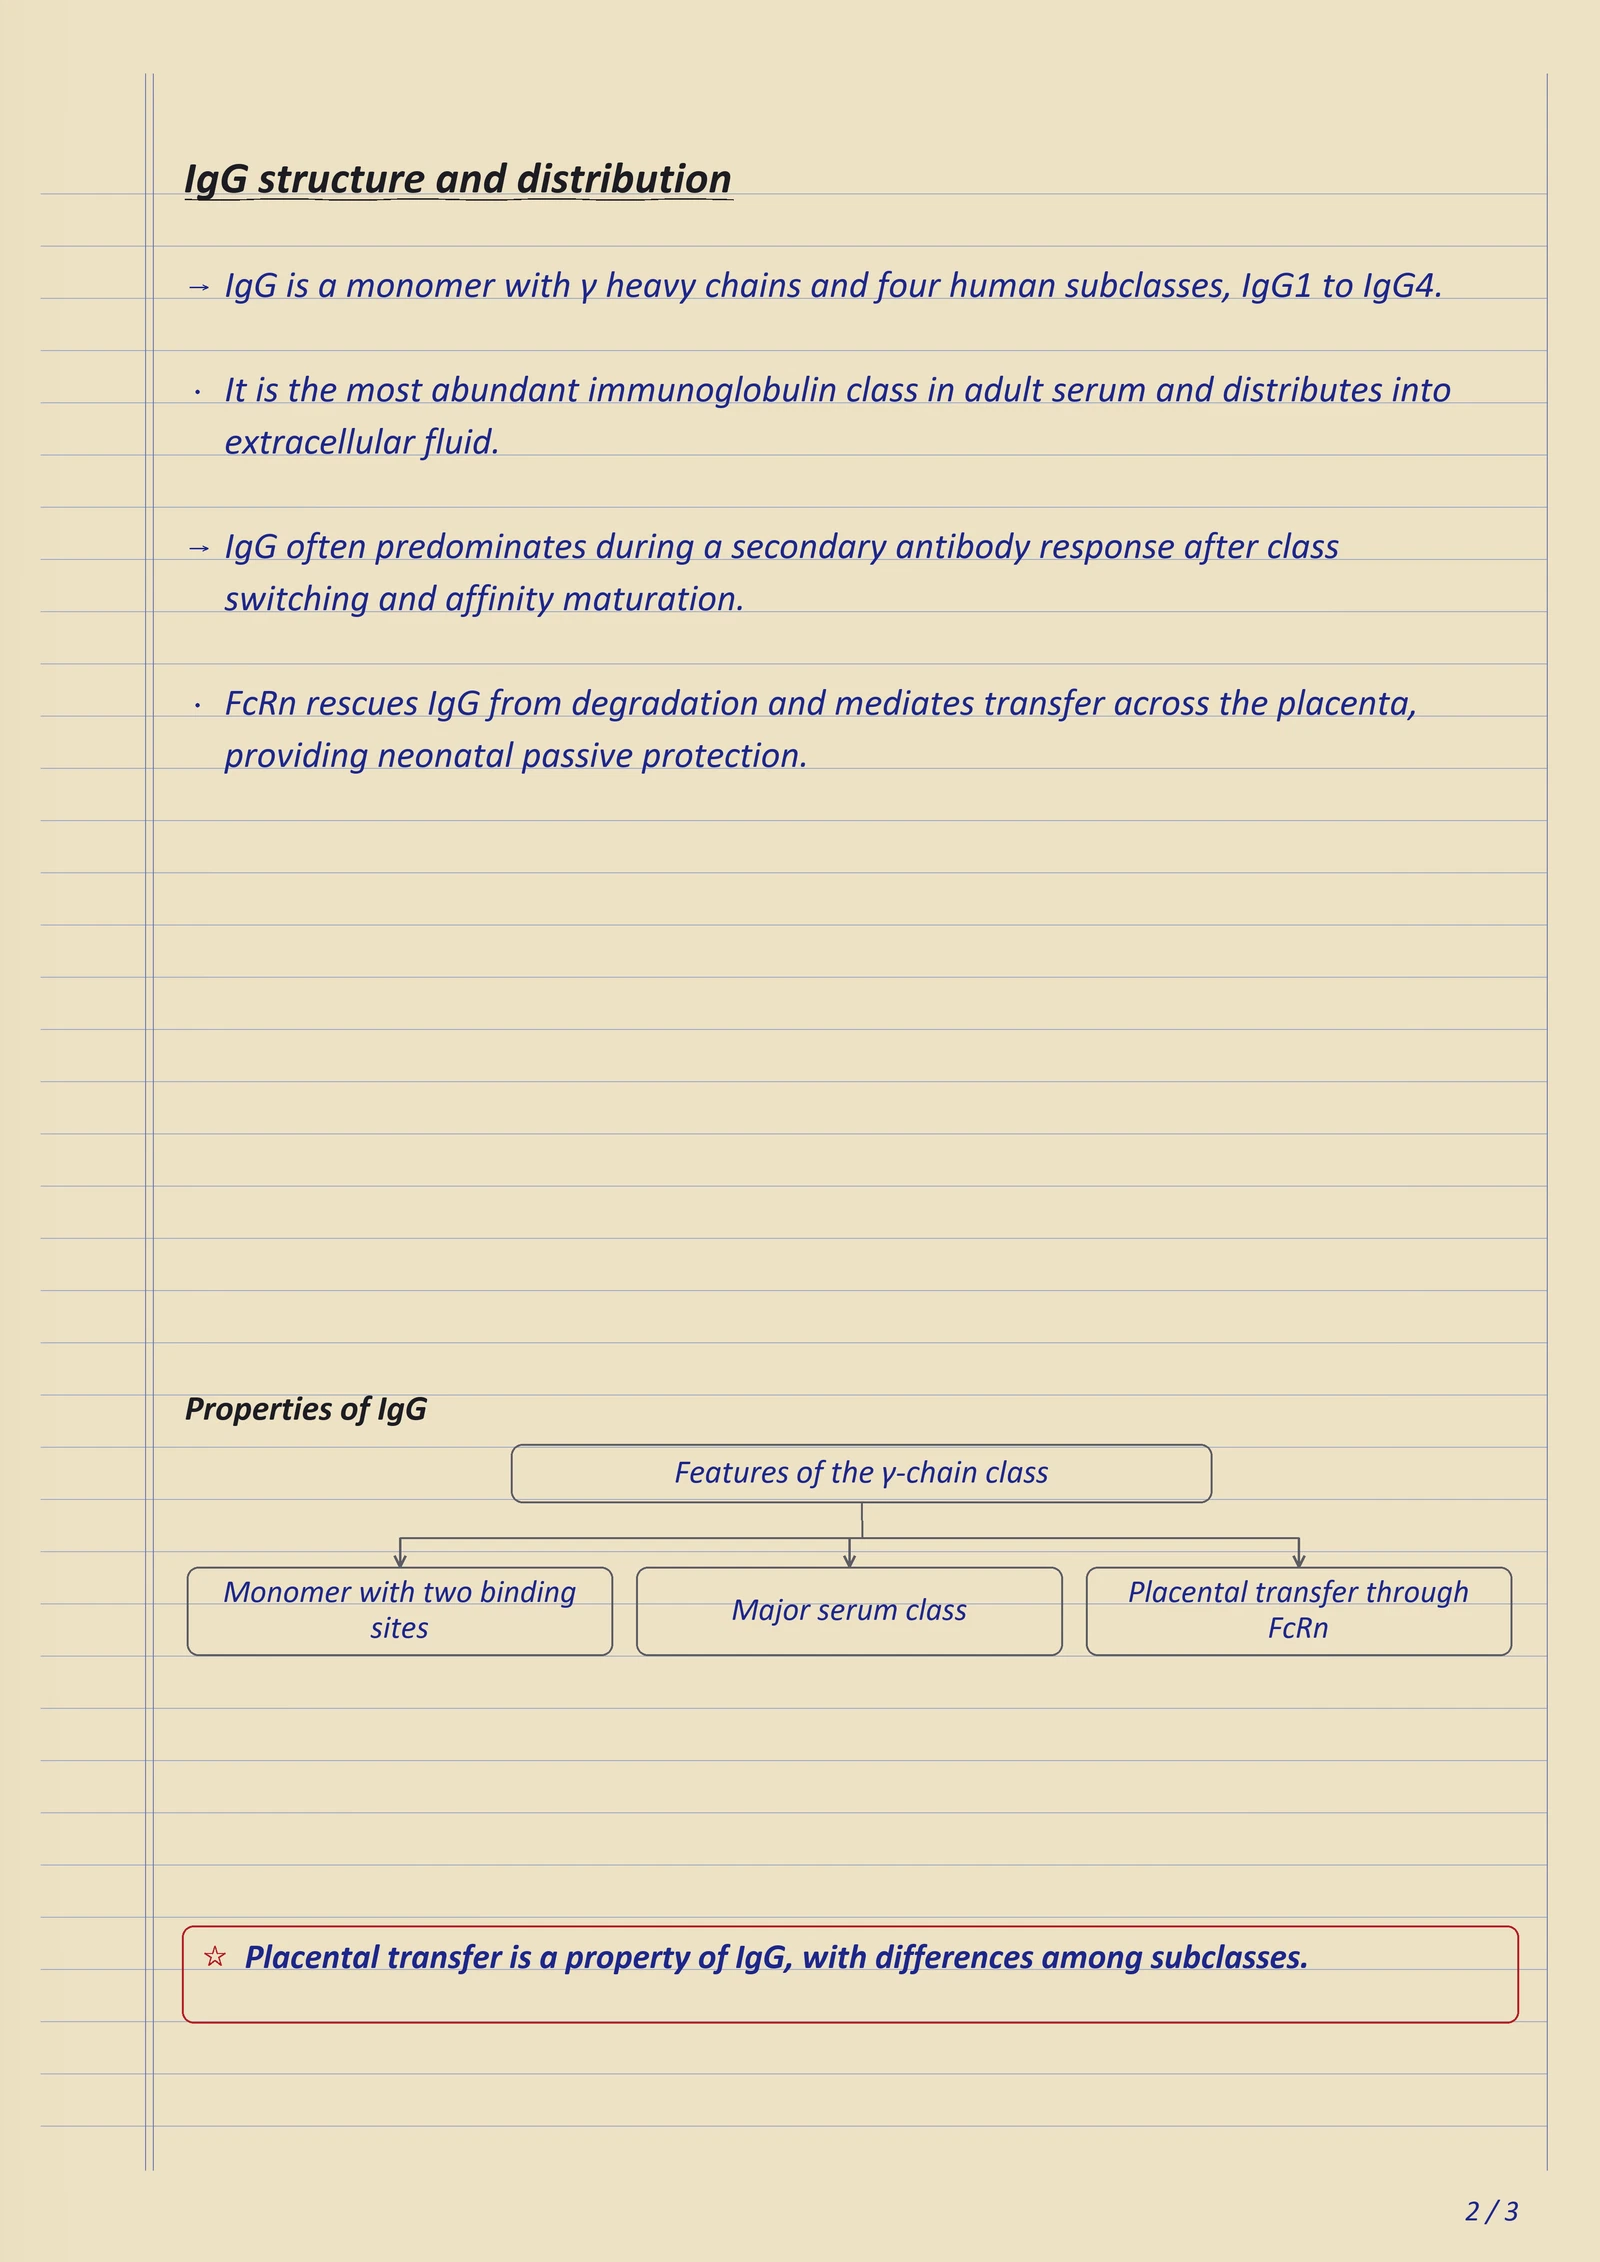 IgG structure and distribution
→ IgG is a monomer with γ heavy chains and four human subclasses, IgG1 to IgG4.
· It is the most abundant immunoglobulin class in adult serum and distributes into
extracellular fluid.
→ IgG often predominates during a secondary antibody response after class
switching and affinity maturation.
· FcRn rescues IgG from degradation and mediates transfer across the placenta,
providing neonatal passive protection.
Properties of IgG
Features of the γ-chain class
Monomer with two binding
sites
Major serum class
Placental transfer through
FcRn
☆ Placental transfer is a property of IgG, with differences among subclasses.
2 / 3